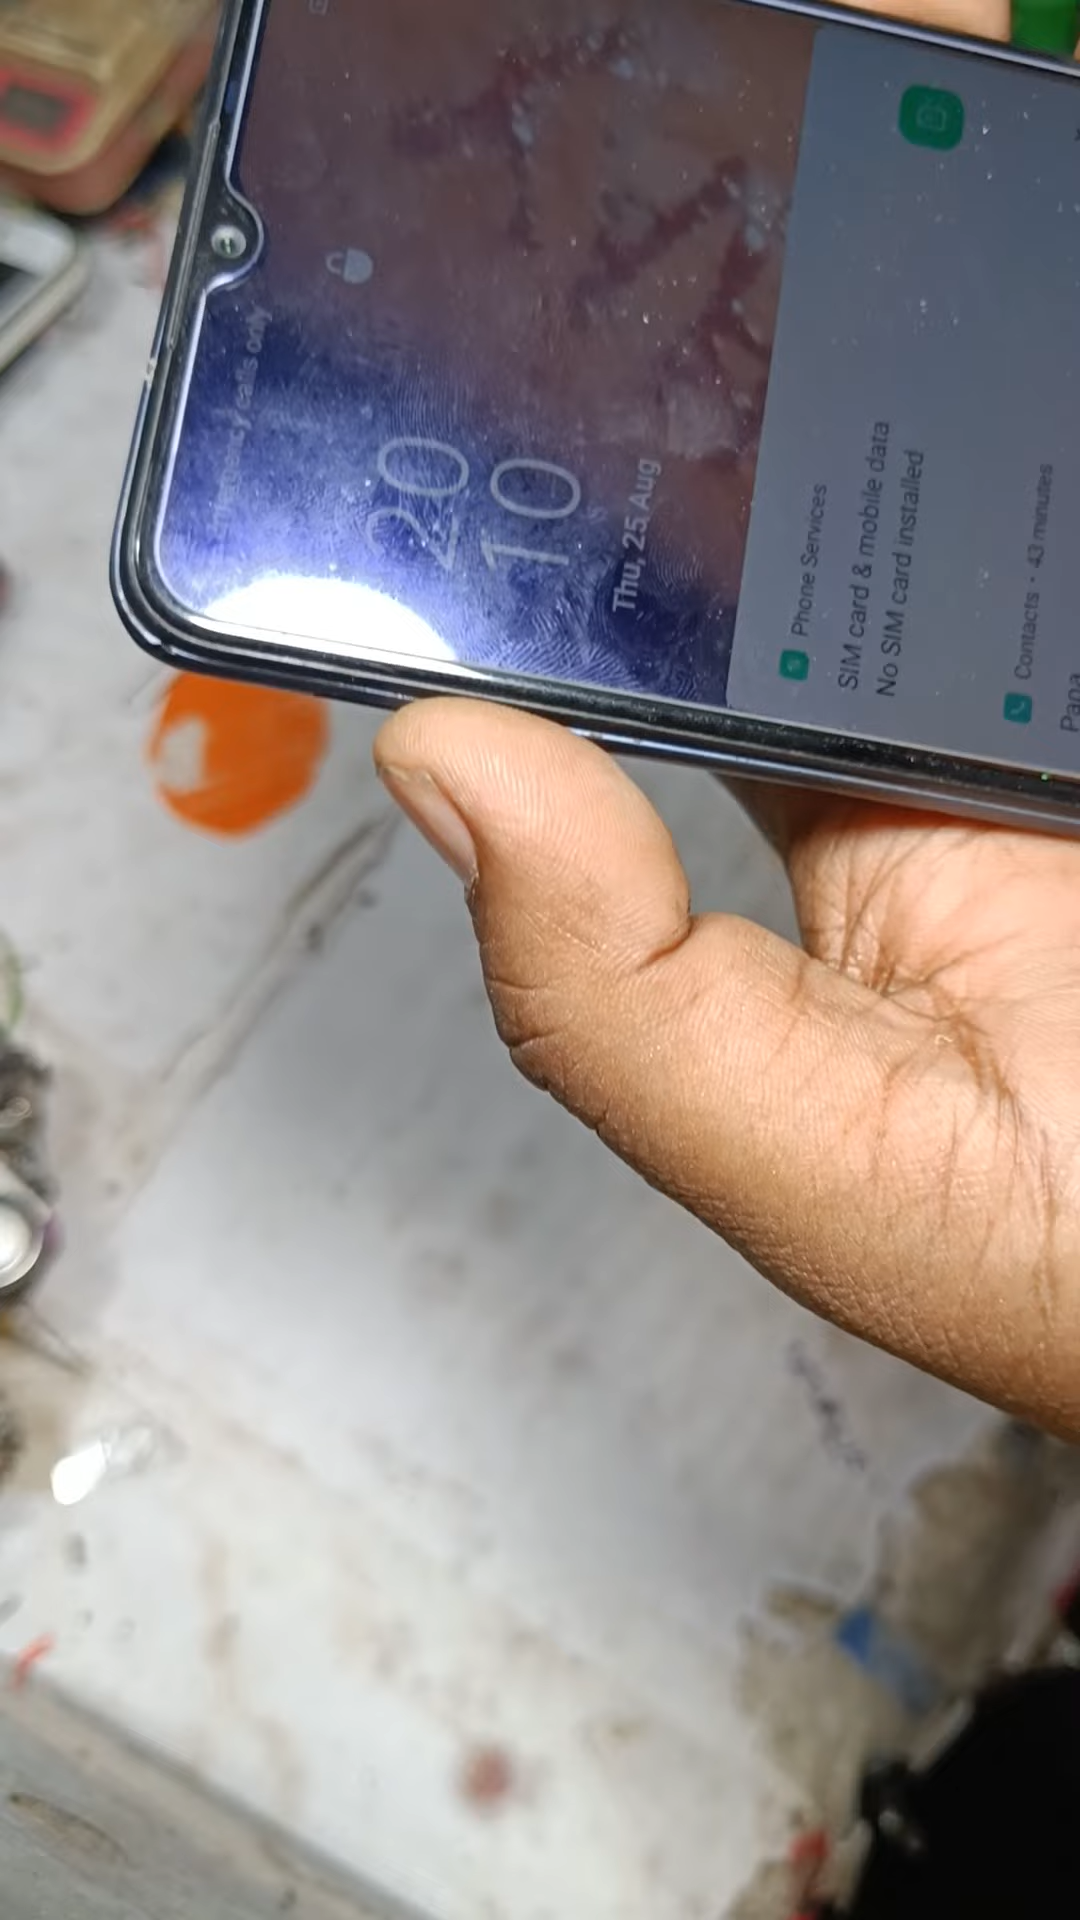 Emergency calls only
20
10
Thu, 25 Aug
Phone Services
SIM card & mobile data
No SIM card installed
Contacts • 43 minutes
Papa